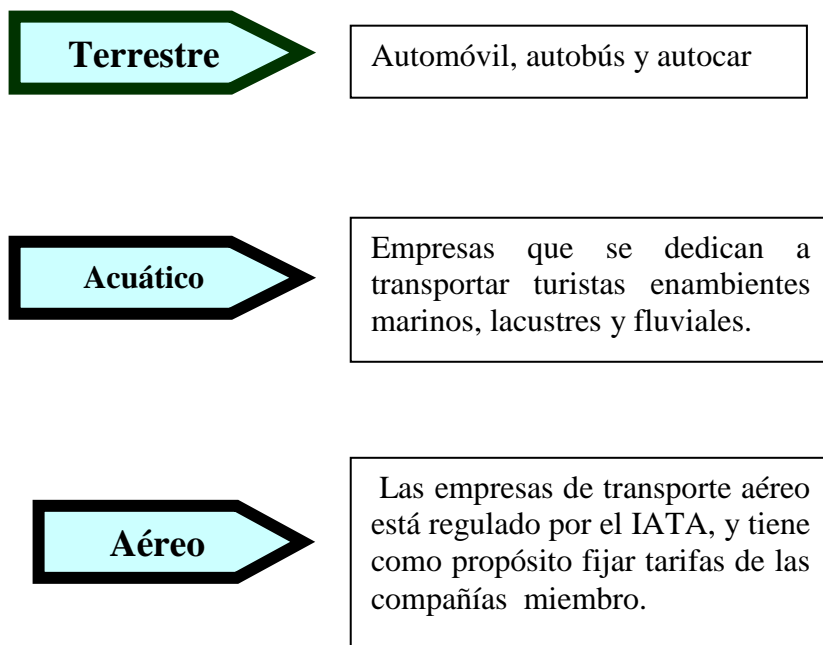 Terrestre
Automóvil, autobús y autocar
Acuático
Empresas que se dedican a
transportar turistas enambientes
marinos, lacustres y fluviales.
Aéreo
Las empresas de transporte aéreo
está regulado por el IATA, y tiene
como propósito fijar tarifas de las
compañías miembro.